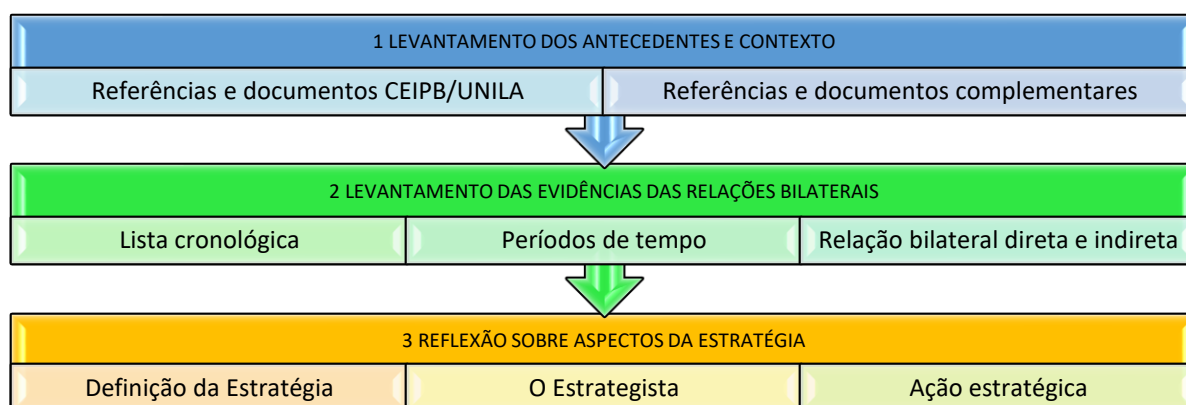 1 LEVANTAMENTO DOS ANTECEDENTES E CONTEXTO
Referências e documentos CEIPB/UNILA
Referências e documentos complementares
2 LEVANTAMENTO DAS EVIDÊNCIAS DAS RELAÇÕES BILATERAIS
Lista cronológica
Períodos de tempo
Relação bilateral direta e indireta
3 REFLEXÃO SOBRE ASPECTOS DA ESTRATÉGIA
Definição da Estratégia
O Estrategista
Ação estratégica